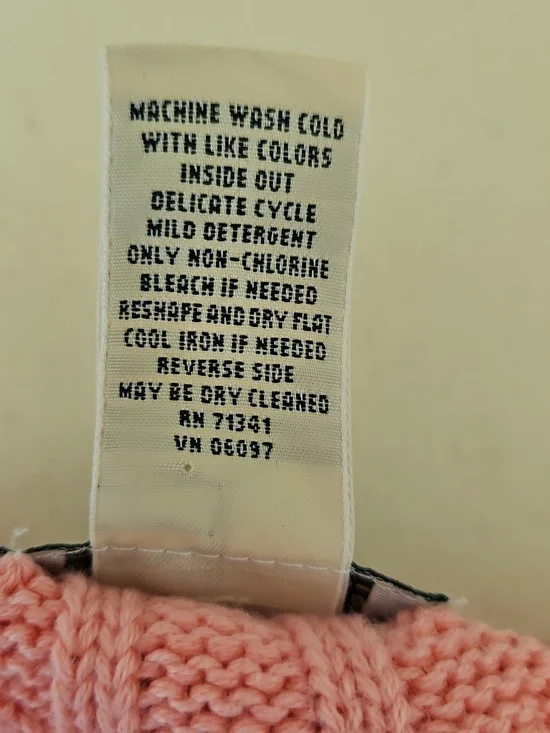 MACHINE WASH COLD
WITH LIKE COLORS
INSIDE OUT
DELICATE CYCLE
MILD DETERGENT
ONLY NON-CHLORINE
BLEACH IF NEEDED
RESHAPE AND DRY FLAT
COOL IRON IF NEEDED
REVERSE SIDE
MAY BE DRY CLEANED
RN 71341
VN 06097